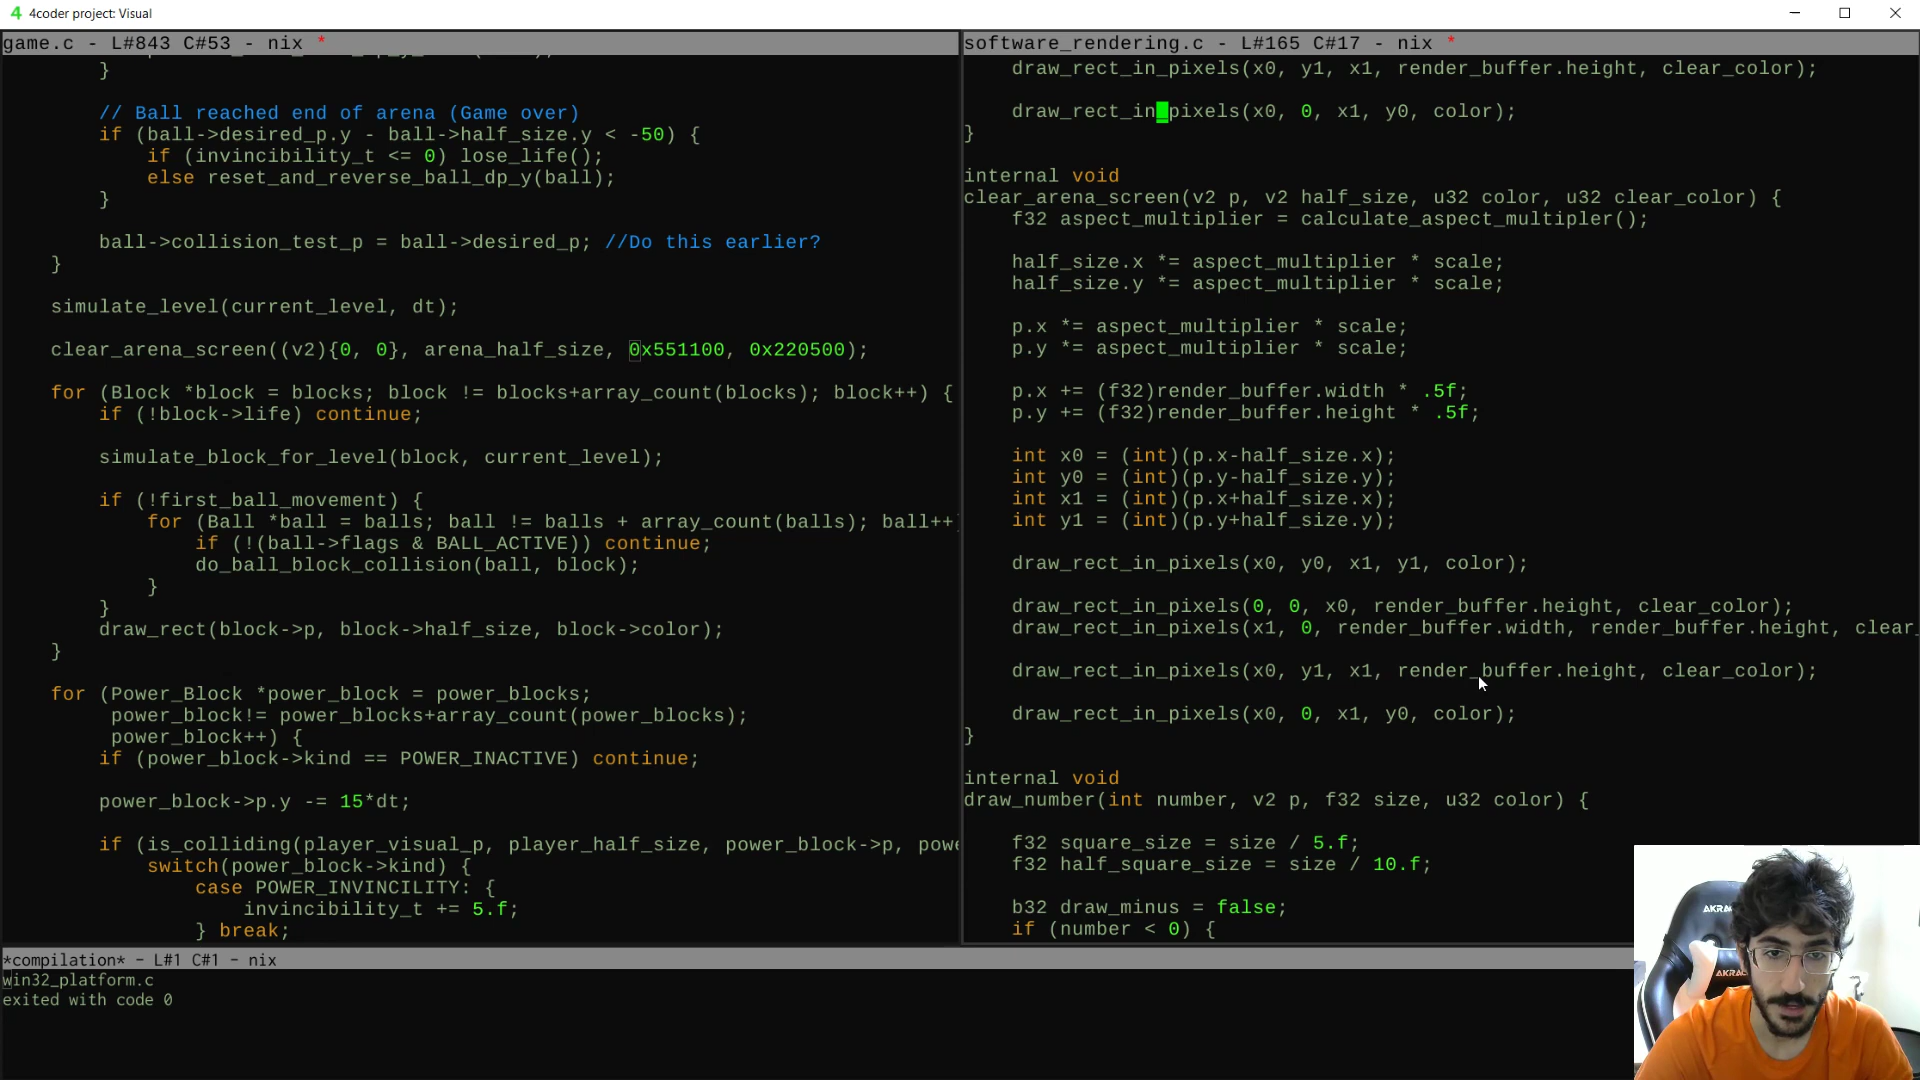 4 4coder project: Visual
game.c - L#843 C#53 - nix *
}
// Ball reached end of arena (Game over)
if (ball->desired_p.y - ball->half_size.y < -50) {
if (invincibility_t <= 0) lose_life();
else reset_and_reverse_ball_dp_y(ball);
}
ball->collision_test_p = ball->desired_p; //Do this earlier?
}
simulate_level(current_level, dt);
clear_arena_screen((v2){0, 0}, arena_half_size, 0x551100, 0x220500);
for (Block *block = blocks; block != blocks+array_count(blocks); block++) {
if (!block->life) continue;
simulate_block_for_level(block, current_level);
if (!first_ball_movement) {
for (Ball *ball = balls; ball != balls + array_count(balls); ball++)
if (!(ball->flags & BALL_ACTIVE)) continue;
do_ball_block_collision(ball, block);
}
}
draw_rect(block->p, block->half_size, block->color);
}
for (Power_Block *power_block = power_blocks;
power_block!= power_blocks+array_count(power_blocks);
power_block++) {
if (power_block->kind == POWER_INACTIVE) continue;
power_block->p.y -= 15*dt;
if (is_colliding(player_visual_p, player_half_size, power_block->p, powe
switch(power_block->kind) {
case POWER_INVINCILITY: {
invincibility_t += 5.f;
} break;
software_rendering.c - L#165 C#17 - nix *
draw_rect_in_pixels(x0, y1, x1, render_buffer.height, clear_color);
draw_rect_in_pixels(x0, 0, x1, y0, color);
}
internal void
clear_arena_screen(v2 p, v2 half_size, u32 color, u32 clear_color) {
f32 aspect_multiplier = calculate_aspect_multipler();
half_size.x *= aspect_multiplier * scale;
half_size.y *= aspect_multiplier * scale;
p.x *= aspect_multiplier * scale;
p.y *= aspect_multiplier * scale;
p.x += (f32)render_buffer.width * .5f;
p.y += (f32)render_buffer.height * .5f;
int x0 = (int)(p.x-half_size.x);
int y0 = (int)(p.y-half_size.y);
int x1 = (int)(p.x+half_size.x);
int y1 = (int)(p.y+half_size.y);
draw_rect_in_pixels(x0, y0, x1, y1, color);
draw_rect_in_pixels(0, 0, x0, render_buffer.height, clear_color);
draw_rect_in_pixels(x1, 0, render_buffer.width, render_buffer.height, clear_
draw_rect_in_pixels(x0, y1, x1, render_buffer.height, clear_color);
draw_rect_in_pixels(x0, 0, x1, y0, color);
}
internal void
draw_number(int number, v2 p, f32 size, u32 color) {
f32 square_size = size / 5.f;
f32 half_square_size = size / 10.f;
b32 draw_minus = false;
if (number < 0) {
*compilation* - L#1 C#1 - nix
win32_platform.c
exited with code 0